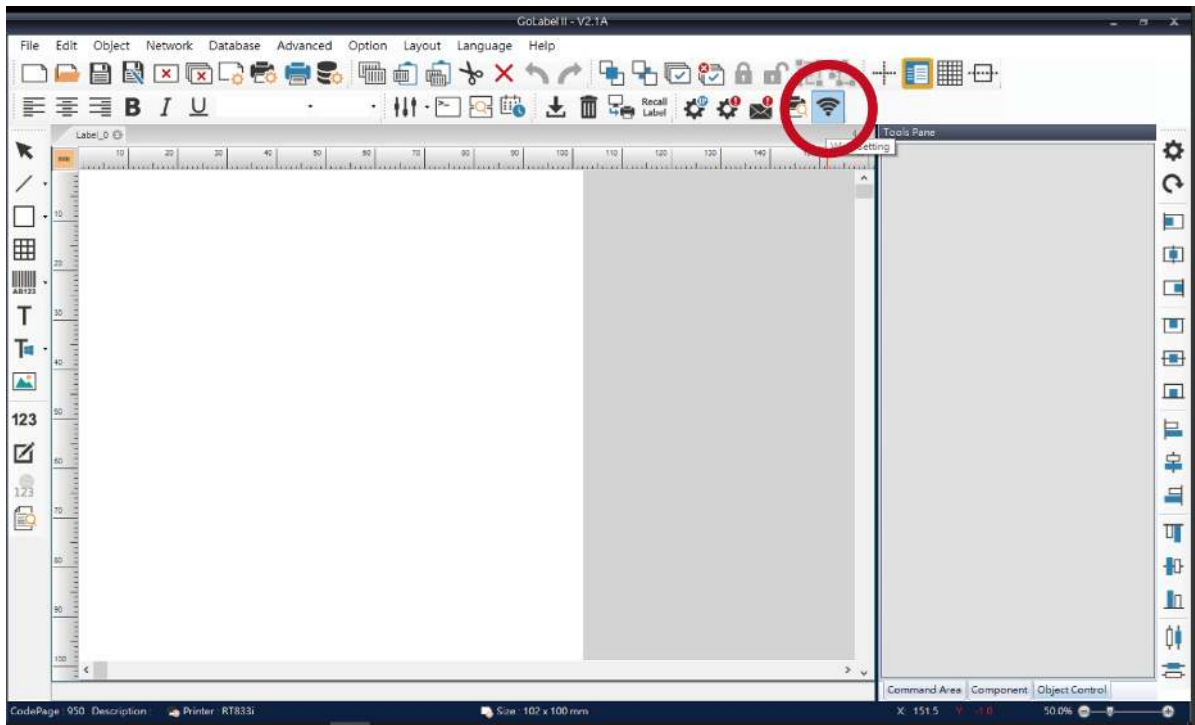 GoLabel II - V2.1A
File Edit Object Network Database Advanced Option Layout Language Help
Recall
Label
B I U
Label_0
Tools Pane
Setting
mm
10 20 30 40 50 60 70 80 90 100 110 120 130 140
10
20
30
40
50
60
70
80
90
100
AB123
T
T
123
123
Command Area Component Object Control
CodePage : 950 Description : Printer : RT833i Size : 102 x 100 mm X: 151.5 Y: -1.0 50.0%